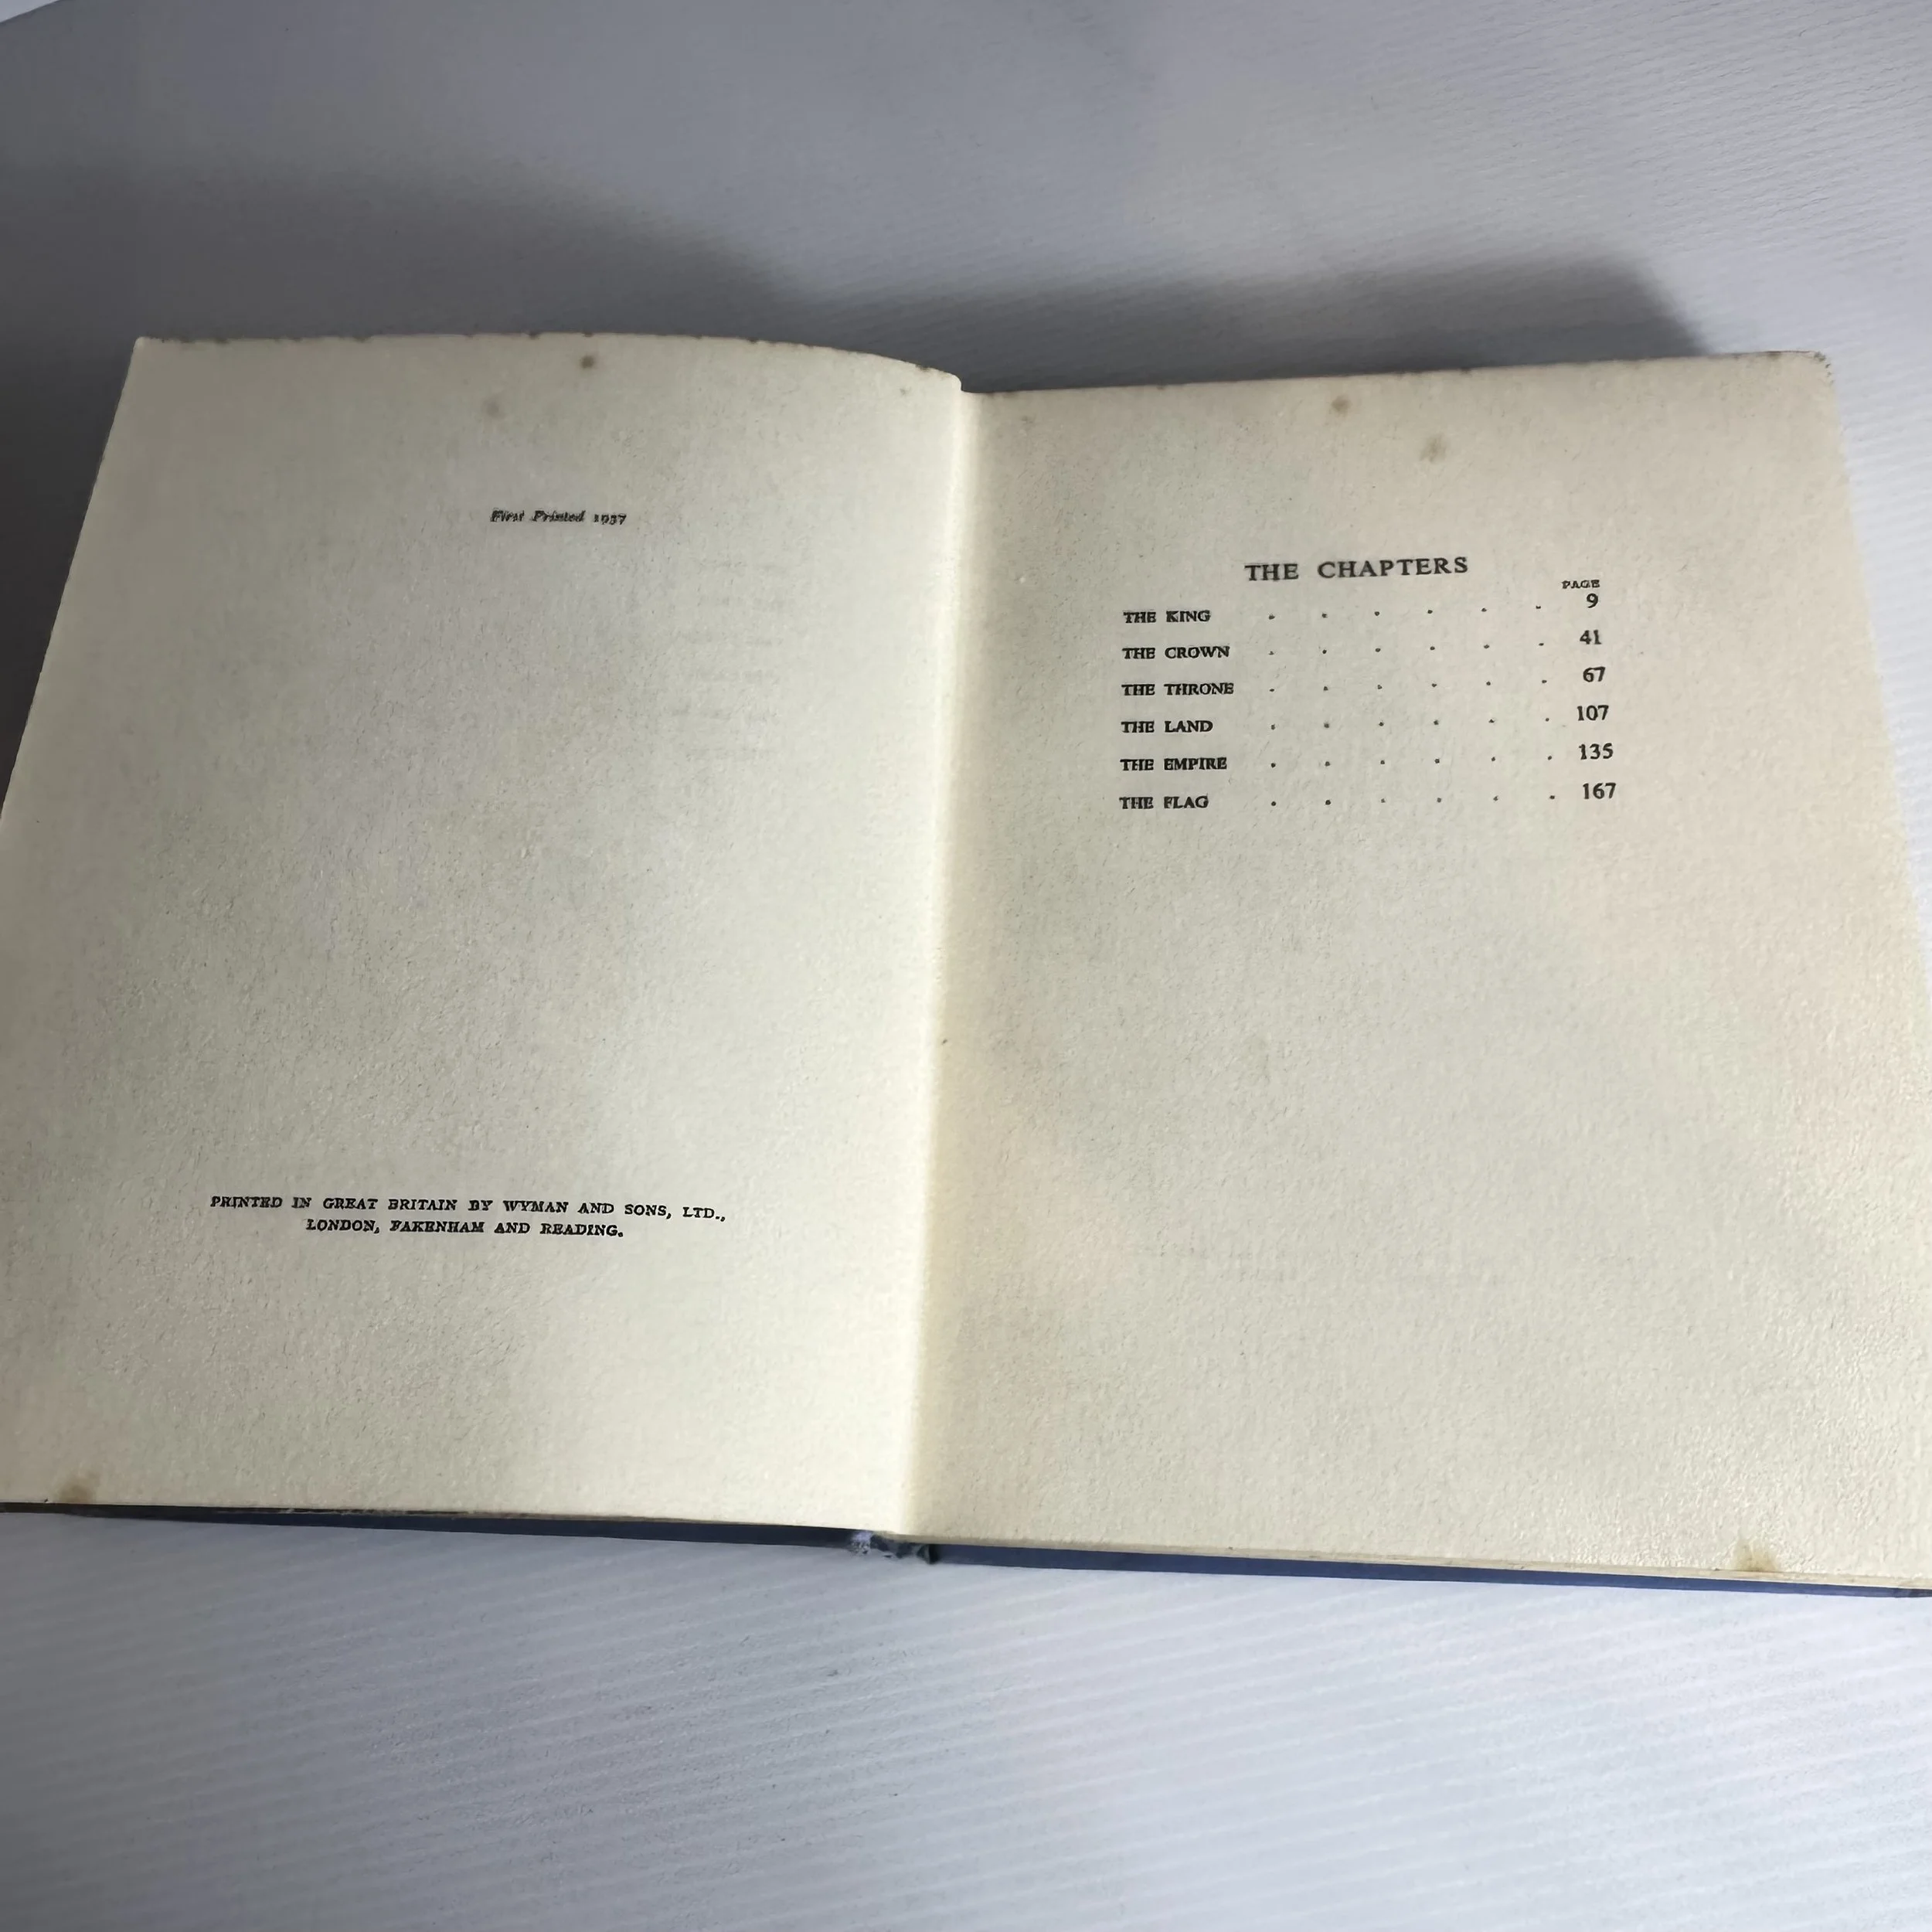 First Printed 1937
PRINTED IN GREAT BRITAIN BY WYMAN AND SONS, LTD.,
LONDON, FAKENHAM AND READING.
THE CHAPTERS
PAGE
THE KING . . . . . . 9
THE CROWN . . . . . . 41
THE THRONE . . . . . . 67
THE LAND . . . . . . 107
THE EMPIRE . . . . . . 135
THE FLAG . . . . . . 167